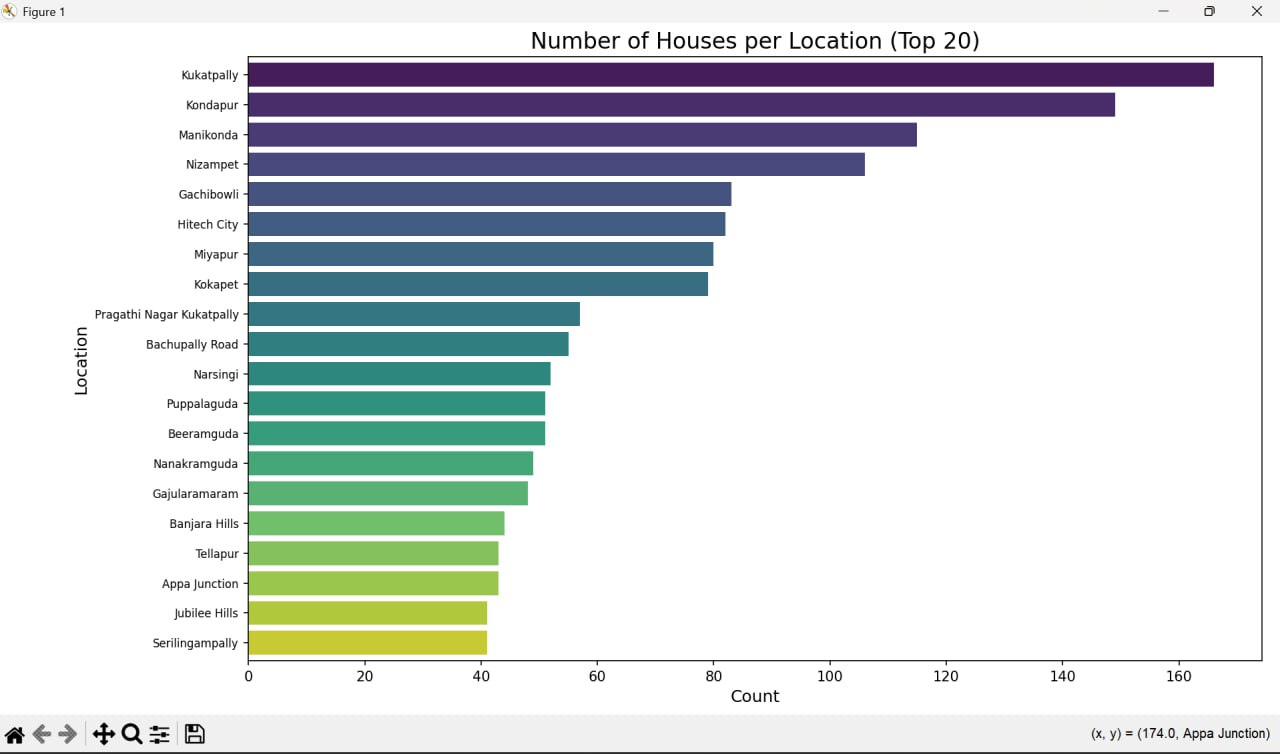 Figure 1
Number of Houses per Location (Top 20)
Kukatpally
Kondapur
Manikonda
Nizampet
Gachibowli
Hitech City
Miyapur
Kokapet
Pragathi Nagar Kukatpally
Bachupally Road
Narsingi
Puppalaguda
Beeramguda
Nanakramguda
Gajularamaram
Banjara Hills
Tellapur
Appa Junction
Jubilee Hills
Serilingampally
Location
0 20 40 60 80 100 120 140 160
Count
(x, y) = (174.0, Appa Junction)